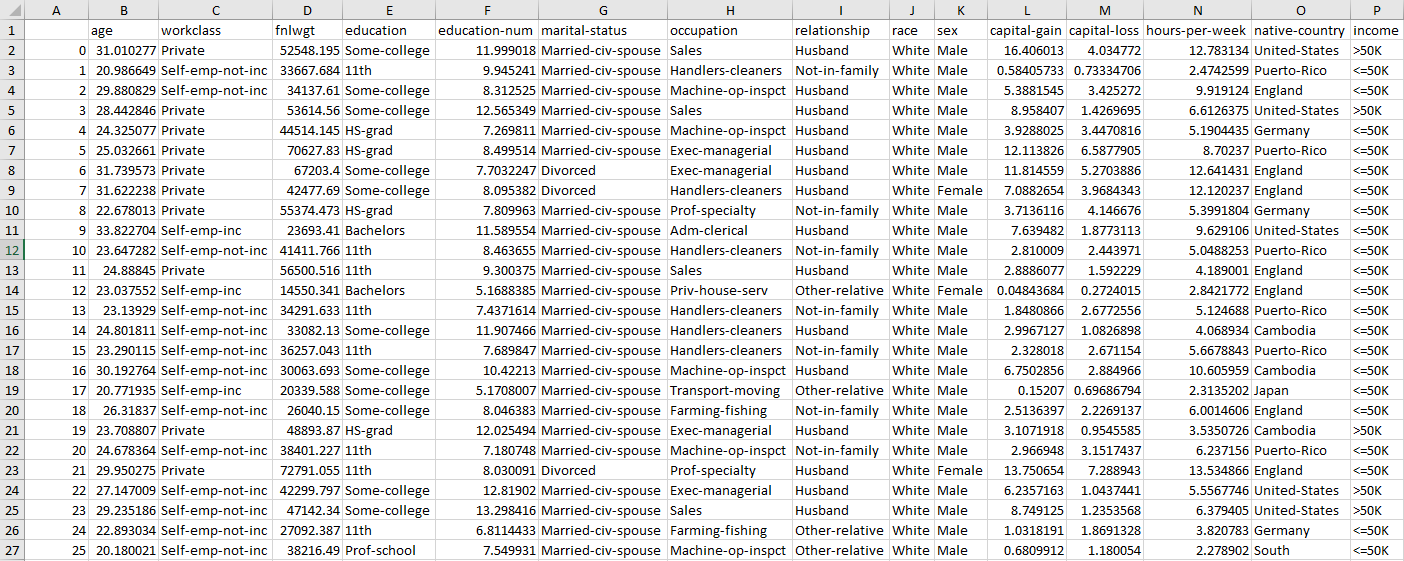 A B C D E F G H I J K L M N O P
1 age workclass fnlwgt education education-num marital-status occupation relationship race sex capital-gain capital-loss hours-per-week native-country income
2 0 31.010277 Private 52548.195 Some-college 11.999018 Married-civ-spouse Sales Husband White Male 16.406013 4.034772 12.783134 United-States >50K
3 1 20.986649 Self-emp-not-inc 33667.684 11th 9.945241 Married-civ-spouse Handlers-cleaners Not-in-family White Male 0.58405733 0.73334706 2.4742599 Puerto-Rico <=50K
4 2 29.880829 Self-emp-not-inc 34137.61 Some-college 8.312525 Married-civ-spouse Machine-op-inspct Husband White Male 5.3881545 3.425272 9.919124 England <=50K
5 3 28.442846 Private 53614.56 Some-college 12.565349 Married-civ-spouse Sales Husband White Male 8.958407 1.4269695 6.6126375 United-States >50K
6 4 24.325077 Private 44514.145 HS-grad 7.269811 Married-civ-spouse Machine-op-inspct Husband White Male 3.9288025 3.4470816 5.1904435 Germany <=50K
7 5 25.032661 Private 70627.83 HS-grad 8.499514 Married-civ-spouse Exec-managerial Husband White Male 12.113826 6.5877905 8.70237 Puerto-Rico <=50K
8 6 31.739573 Private 67203.4 Some-college 7.7032247 Divorced Exec-managerial Husband White Male 11.814559 5.2703886 12.641431 England <=50K
9 7 31.622238 Private 42477.69 Some-college 8.095382 Divorced Handlers-cleaners Husband White Female 7.0882654 3.9684343 12.120237 England <=50K
10 8 22.678013 Private 55374.473 HS-grad 7.809963 Married-civ-spouse Prof-specialty Not-in-family White Male 3.7136116 4.146676 5.3991804 Germany <=50K
11 9 33.822704 Self-emp-inc 23693.41 Bachelors 11.589554 Married-civ-spouse Adm-clerical Husband White Male 7.639482 1.8773113 9.629106 United-States <=50K
12 10 23.647282 Self-emp-not-inc 41411.766 11th 8.463655 Married-civ-spouse Handlers-cleaners Not-in-family White Male 2.810009 2.443971 5.0488253 Puerto-Rico <=50K
13 11 24.88845 Private 56500.516 11th 9.300375 Married-civ-spouse Sales Husband White Male 2.8886077 1.592229 4.189001 England <=50K
14 12 23.037552 Self-emp-inc 14550.341 Bachelors 5.1688385 Married-civ-spouse Priv-house-serv Other-relative White Female 0.04843684 0.2724015 2.8421772 England <=50K
15 13 23.13929 Self-emp-not-inc 34291.633 11th 7.4371614 Married-civ-spouse Handlers-cleaners Not-in-family White Male 1.8480866 2.6772556 5.124688 Puerto-Rico <=50K
16 14 24.801811 Self-emp-not-inc 33082.13 Some-college 11.907466 Married-civ-spouse Handlers-cleaners Husband White Male 2.9967127 1.0826898 4.068934 Cambodia <=50K
17 15 23.290115 Self-emp-not-inc 36257.043 11th 7.689847 Married-civ-spouse Handlers-cleaners Not-in-family White Male 2.328018 2.671154 5.6678843 Puerto-Rico <=50K
18 16 30.192764 Self-emp-not-inc 30063.693 Some-college 10.42213 Married-civ-spouse Machine-op-inspct Husband White Male 6.7502856 2.884966 10.605959 Cambodia <=50K
19 17 20.771935 Self-emp-inc 20339.588 Some-college 5.1708007 Married-civ-spouse Transport-moving Other-relative White Male 0.15207 0.69686794 2.3135202 Japan <=50K
20 18 26.31837 Self-emp-not-inc 26040.15 Some-college 8.046383 Married-civ-spouse Farming-fishing Not-in-family White Male 2.5136397 2.2269137 6.0014606 England <=50K
21 19 23.708807 Private 48893.87 HS-grad 12.025494 Married-civ-spouse Exec-managerial Husband White Male 3.1071918 0.9545585 3.5350726 Cambodia >50K
22 20 24.678364 Self-emp-not-inc 38401.227 11th 7.180748 Married-civ-spouse Machine-op-inspct Not-in-family White Male 2.966948 3.1517437 6.237156 Puerto-Rico <=50K
23 21 29.950275 Private 72791.055 11th 8.030091 Divorced Prof-specialty Husband White Female 13.750654 7.288943 13.534866 England <=50K
24 22 27.147009 Self-emp-not-inc 42299.797 Some-college 12.81902 Married-civ-spouse Exec-managerial Husband White Male 6.2357163 1.0437441 5.5567746 United-States >50K
25 23 29.235186 Self-emp-not-inc 47142.34 Some-college 13.298416 Married-civ-spouse Sales Husband White Male 8.749125 1.2353568 6.379405 United-States >50K
26 24 22.893034 Self-emp-not-inc 27092.387 11th 6.8114433 Married-civ-spouse Farming-fishing Other-relative White Male 1.0318191 1.8691328 3.820783 Germany <=50K
27 25 20.180021 Self-emp-not-inc 38216.49 Prof-school 7.549931 Married-civ-spouse Machine-op-inspct Other-relative White Male 0.6809912 1.180054 2.278902 South <=50K